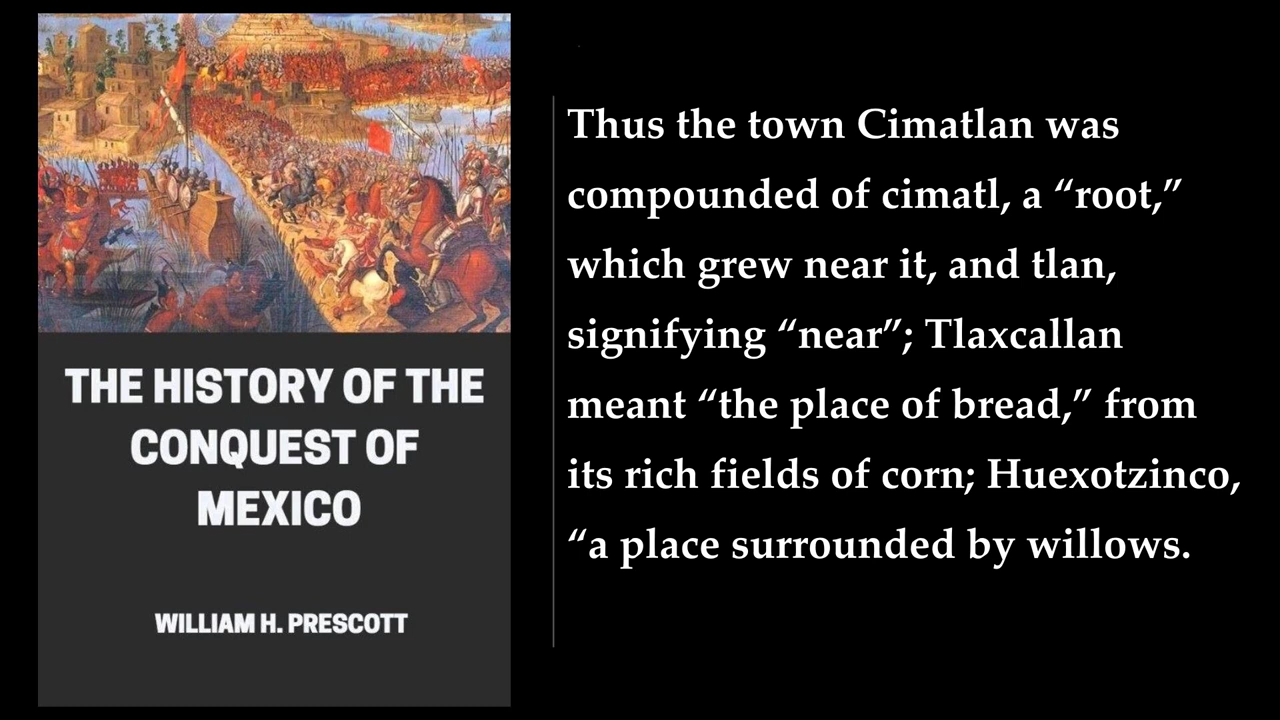 THE HISTORY OF THE
CONQUEST OF
MEXICO
WILLIAM H. PRESCOTT
Thus the town Cimatlan was
compounded of cimatl, a “root,”
which grew near it, and tlan,
signifying “near”; Tlaxcallan
meant “the place of bread,” from
its rich fields of corn; Huexotzinco,
“a place surrounded by willows.